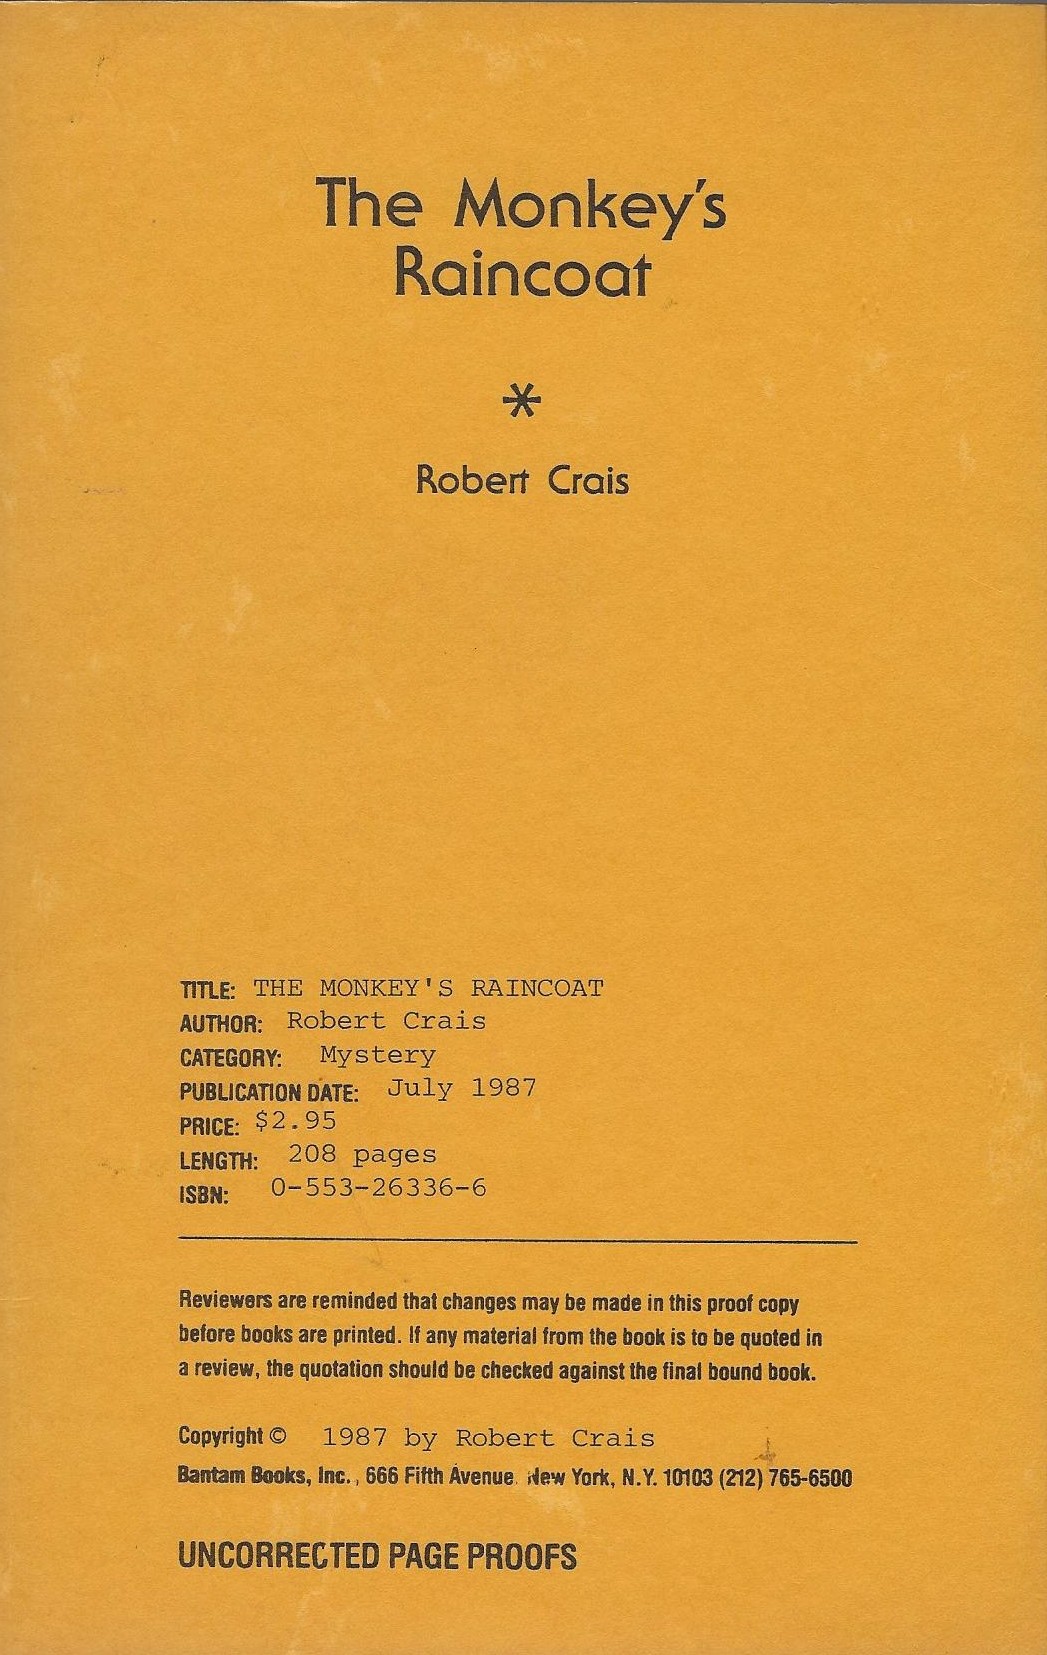 The Monkey's
Raincoat
*
Robert Crais
TITLE: THE MONKEY'S RAINCOAT
AUTHOR: Robert Crais
CATEGORY: Mystery
PUBLICATION DATE: July 1987
PRICE: $2.95
LENGTH: 208 pages
ISBN: 0-553-26336-6
Reviewers are reminded that changes may be made in this proof copy
before books are printed. If any material from the book is to be quoted in
a review, the quotation should be checked against the final bound book.
Copyright © 1987 by Robert Crais
Bantam Books, Inc., 666 Fifth Avenue, New York, N.Y. 10103 (212) 765-6500
UNCORRECTED PAGE PROOFS